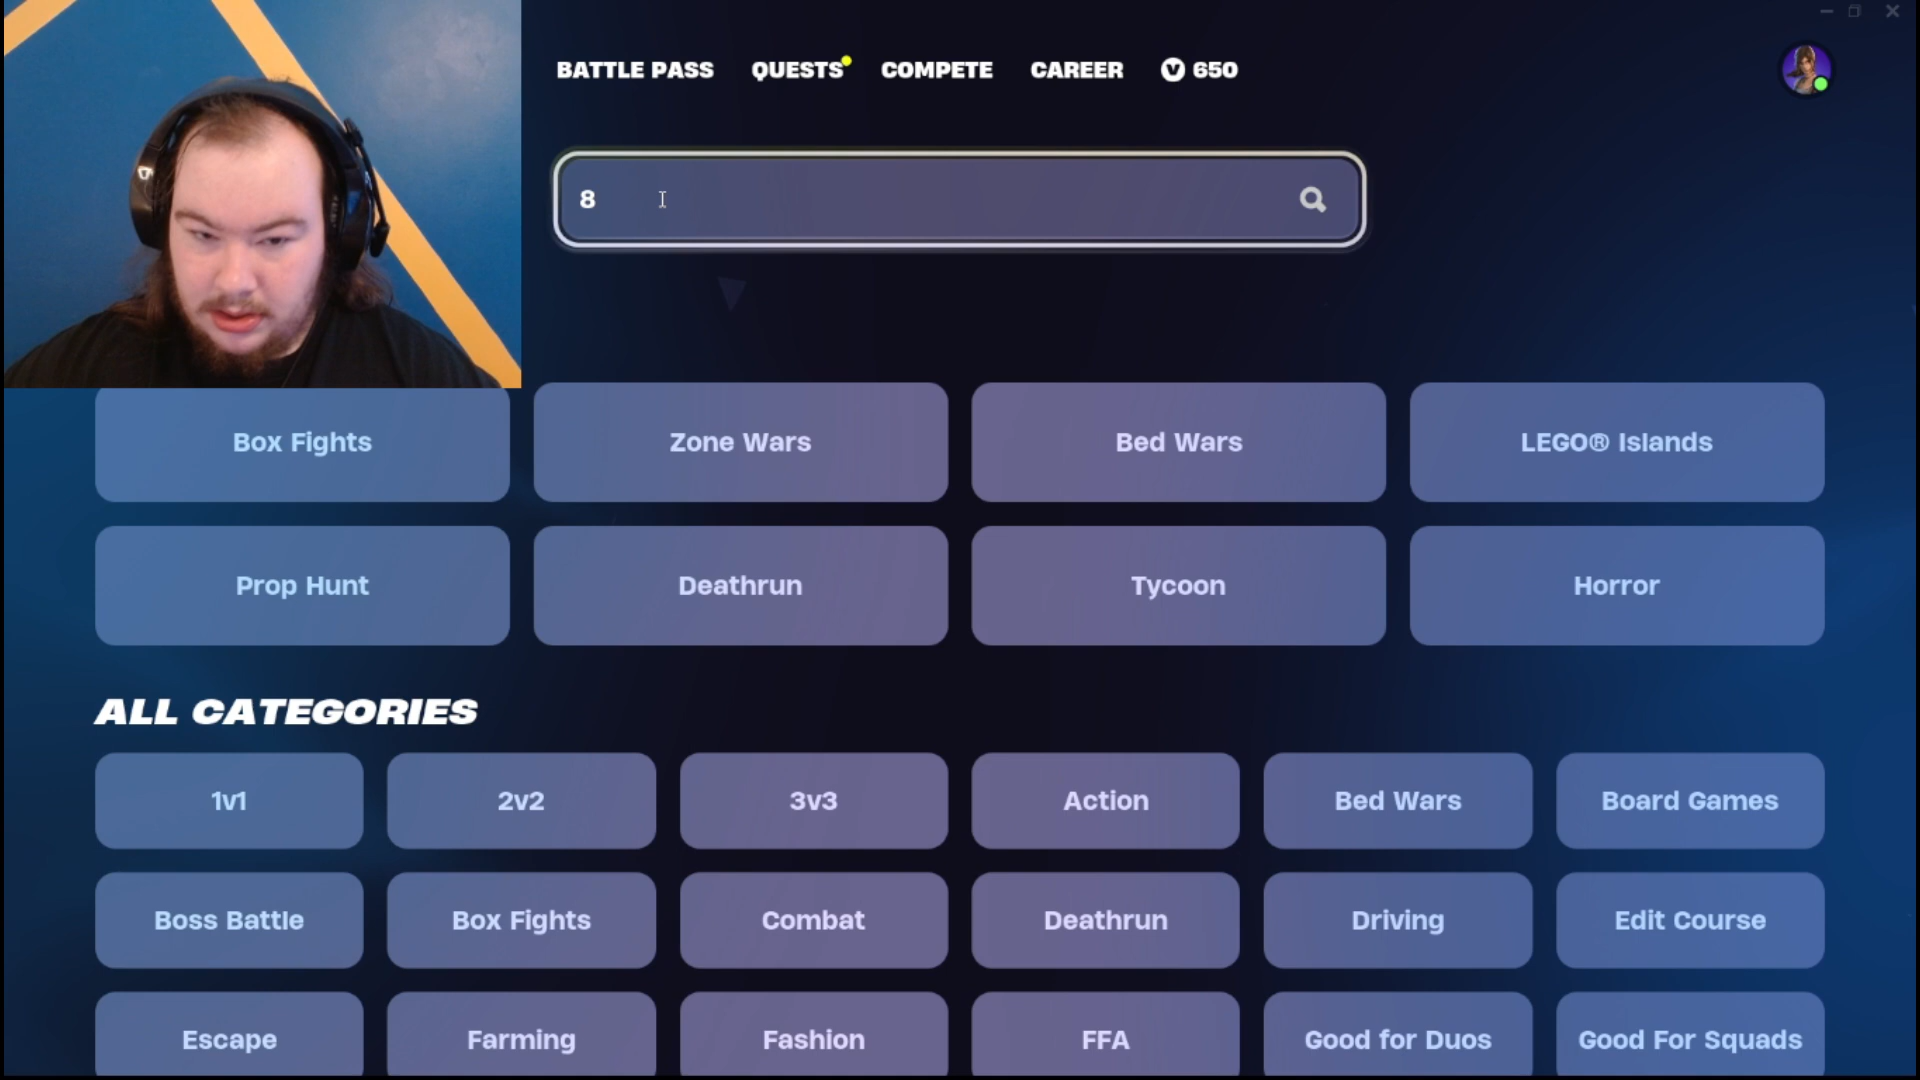 BATTLE PASS QUESTS COMPETE CAREER V 650
8
Box Fights Zone Wars Bed Wars LEGO® Islands
Prop Hunt Deathrun Tycoon Horror
ALL CATEGORIES
1v1 2v2 3v3 Action Bed Wars Board Games
Boss Battle Box Fights Combat Deathrun Driving Edit Course
Escape Farming Fashion FFA Good for Duos Good For Squads